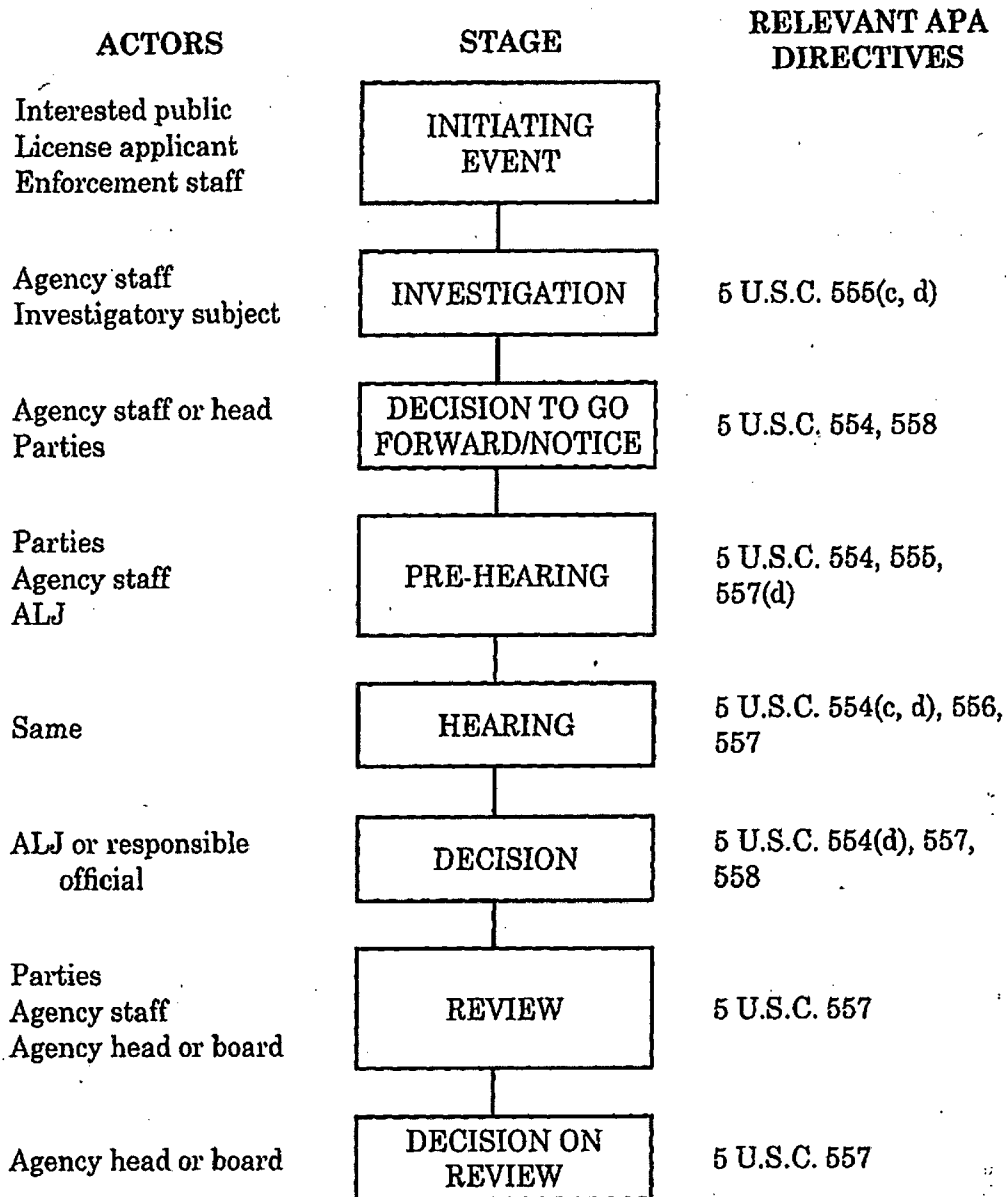 ACTORS
STAGE
RELEVANT APA
DIRECTIVES
Interested public
License applicant
Enforcement staff
INITIATING
EVENT
Agency staff
Investigatory subject
INVESTIGATION
5 U.S.C. 555(c, d)
Agency staff or head
Parties
DECISION TO GO
FORWARD/NOTICE
5 U.S.C. 554, 558
Parties
Agency staff
ALJ
PRE-HEARING
5 U.S.C. 554, 555,
557(d)
Same
HEARING
5 U.S.C. 554(c, d), 556,
557
ALJ or responsible
official
DECISION
5 U.S.C. 554(d), 557,
558
Parties
Agency staff
Agency head or board
REVIEW
5 U.S.C. 557
Agency head or board
DECISION ON
REVIEW
5 U.S.C. 557